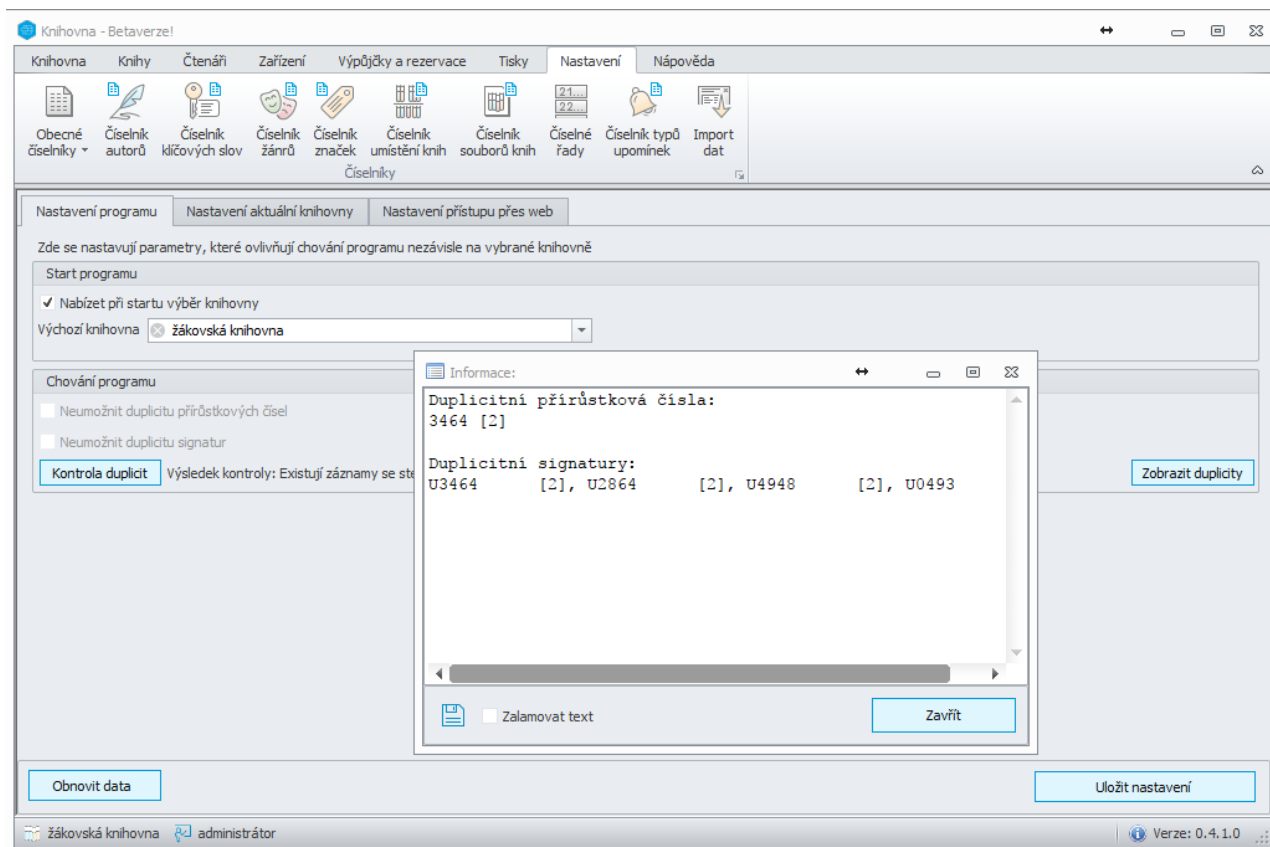 Knihovna - Betaverze!
Knihovna Knihy Čtenáři Zařízení Výpůjčky a rezervace Tisky Nastavení Nápověda
21...
22...
Obecné číselníky Číselník autorů Číselník klíčových slov Číselník žánrů Číselník značek Číselník umístění knih Číselník souborů knih Číselné řady Číselník typů upomínek Import dat
Číselníky
Nastavení programu Nastavení aktuální knihovny Nastavení přístupu přes web
Zde se nastavují parametry, které ovlivňují chování programu nezávisle na vybrané knihovně
Start programu
Nabízet při startu výběr knihovny
Výchozí knihovna žákovská knihovna
Chování programu
Neumožnit duplicitu přírůstkových čísel
Neumožnit duplicitu signatur
Kontrola duplicit Výsledek kontroly: Existují záznamy se ste
Zobrazit duplicity
Informace:
Duplicitní přírůstková čísla:
3464 [2]
Duplicitní signatury:
U3464 [2], U2864 [2], U4948 [2], U0493
Zalamovat text
Zavřít
Obnovit data
Uložit nastavení
žákovská knihovna administrátor
Verze: 0.4.1.0